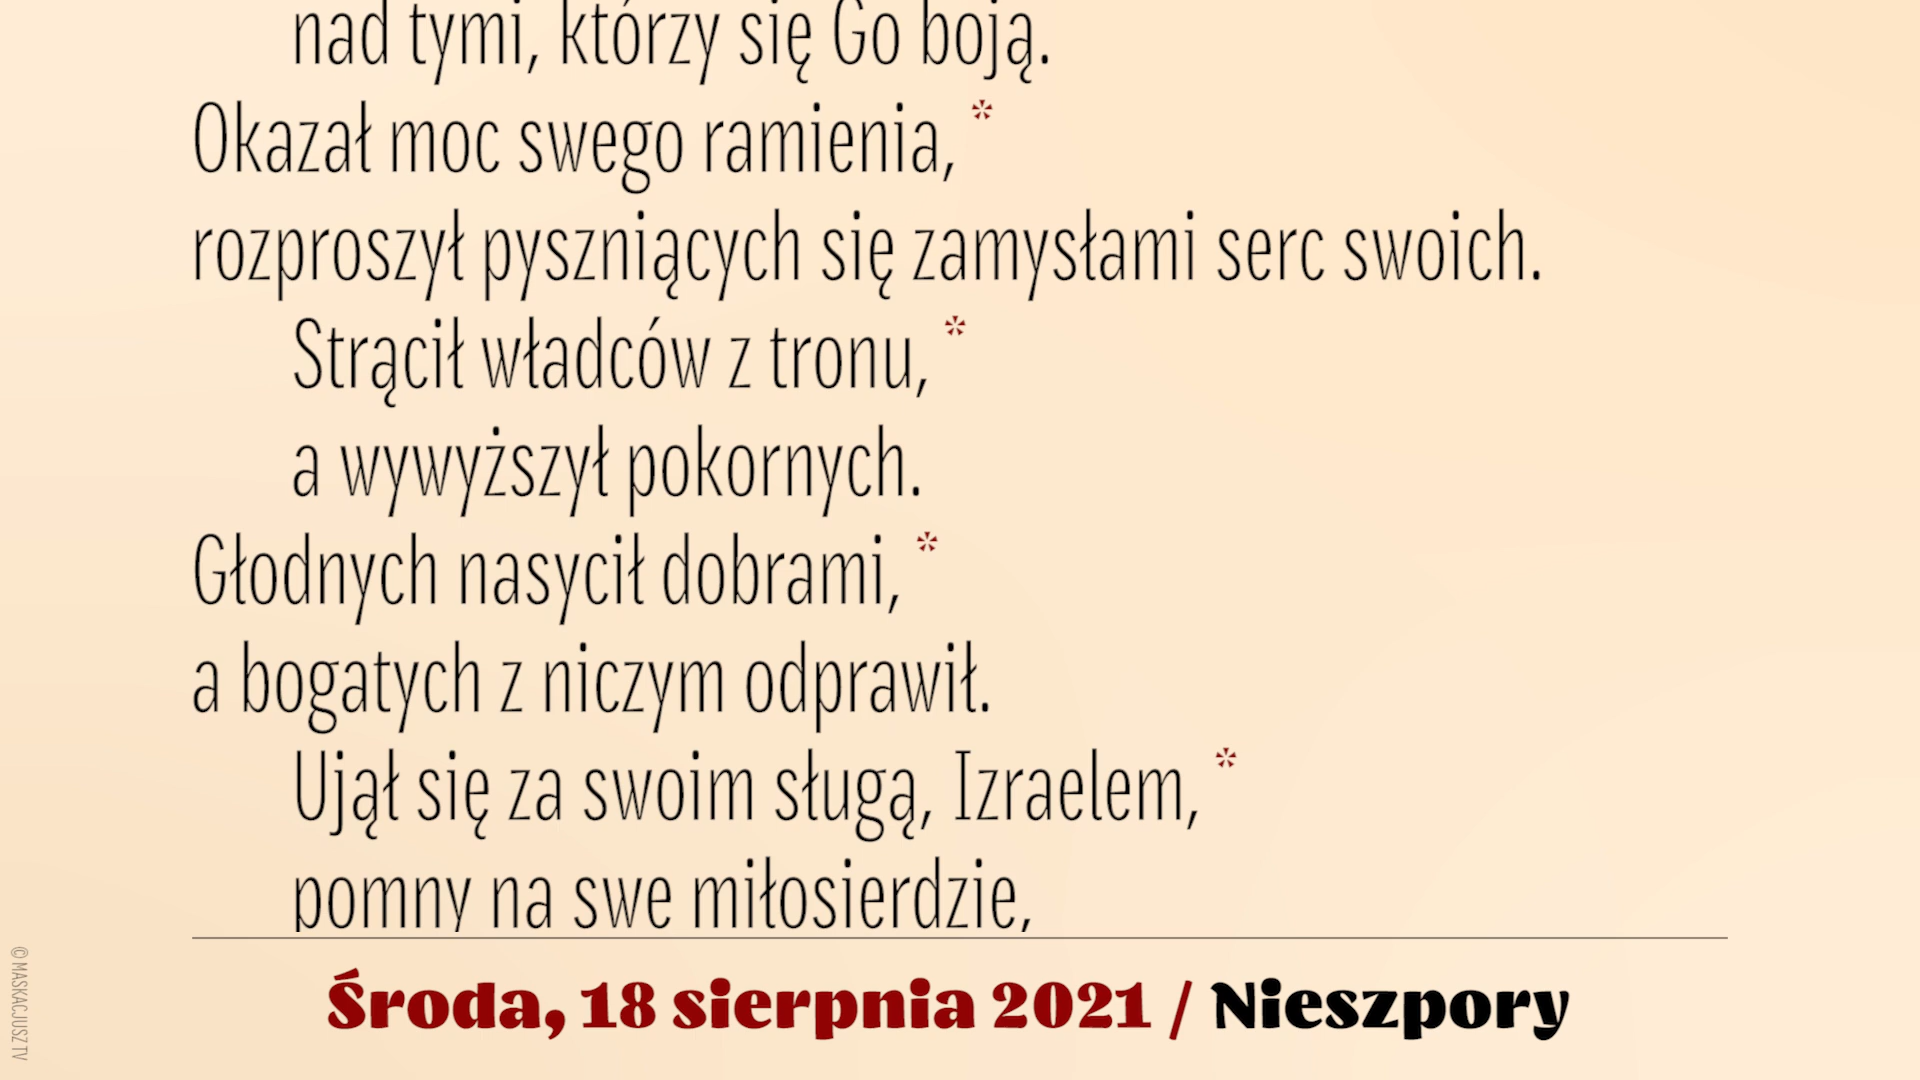 nad tymi, którzy się Go boją.
Okazał moc swego ramienia, *
rozproszył pyszniących się zamysłami serc swoich.
Strącił władców z tronu, *
a wywyższył pokornych.
Głodnych nasycił dobrami, *
a bogatych z niczym odprawił.
Ujął się za swoim sługą, Izraelem, *
pomny na swe miłosierdzie,
Środa, 18 sierpnia 2021 / Nieszpory
© MASKACJUSZ TV